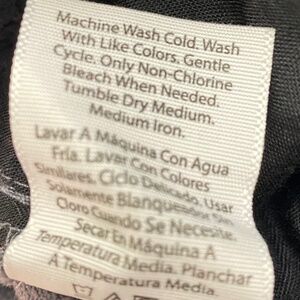 Machine Wash Cold. Wash
With Like Colors. Gentle
Cycle. Only Non-Chlorine
Bleach When Needed.
Tumble Dry Medium.
Medium Iron.
Lavar A Máquina Con Agua
Fría. Lavar Con Colores
Similares. Ciclo Delicado. Usar
Solamente Blanqueador Sin
Cloro Cuando Se Necesite.
Secar En Máquina A
Temperatura Media. Planchar
A Temperatura Media.